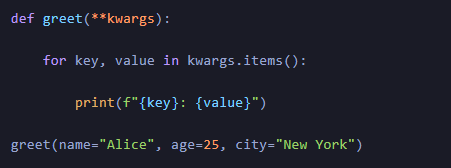 def greet(**kwargs):
    for key, value in kwargs.items():
        print(f"{key}: {value}")
greet(name="Alice", age=25, city="New York")